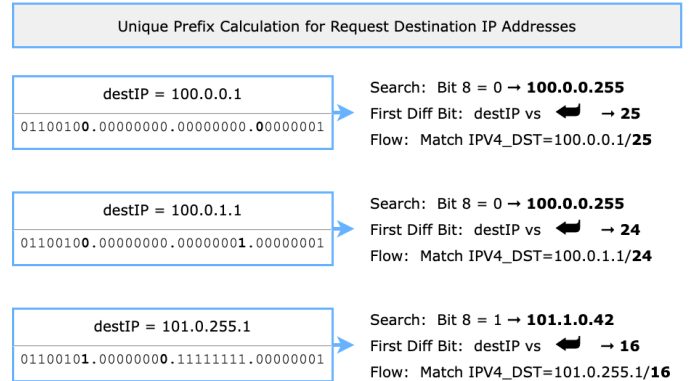 Unique Prefix Calculation for Request Destination IP Addresses
destIP = 100.0.0.1
01100100.00000000.00000000.00000001
Search: Bit 8 = 0 → 100.0.0.255
First Diff Bit: destIP vs → 25
Flow: Match IPV4_DST=100.0.0.1/25
destIP = 100.0.1.1
01100100.00000000.00000001.00000001
Search: Bit 8 = 0 → 100.0.0.255
First Diff Bit: destIP vs → 24
Flow: Match IPV4_DST=100.0.1.1/24
destIP = 101.0.255.1
01100101.00000000.11111111.00000001
Search: Bit 8 = 1 → 101.1.0.42
First Diff Bit: destIP vs → 16
Flow: Match IPV4_DST=101.0.255.1/16